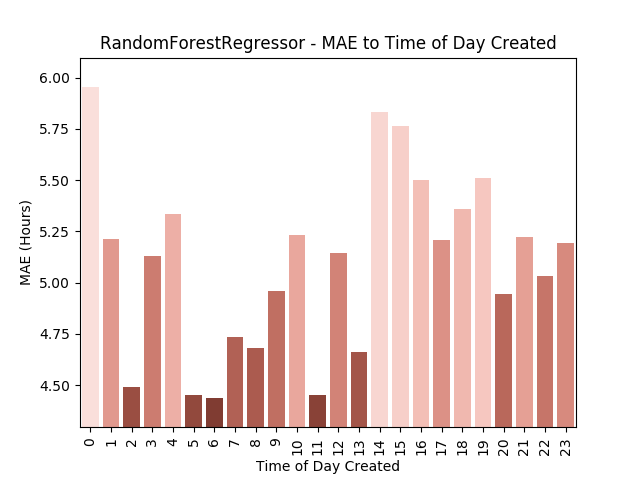 RandomForestRegressor - MAE to Time of Day Created
6.00
5.75
5.50
5.25
5.00
4.75
4.50
MAE (Hours)
0 1 2 3 4 5 6 7 8 9 10 11 12 13 14 15 16 17 18 19 20 21 22 23
Time of Day Created